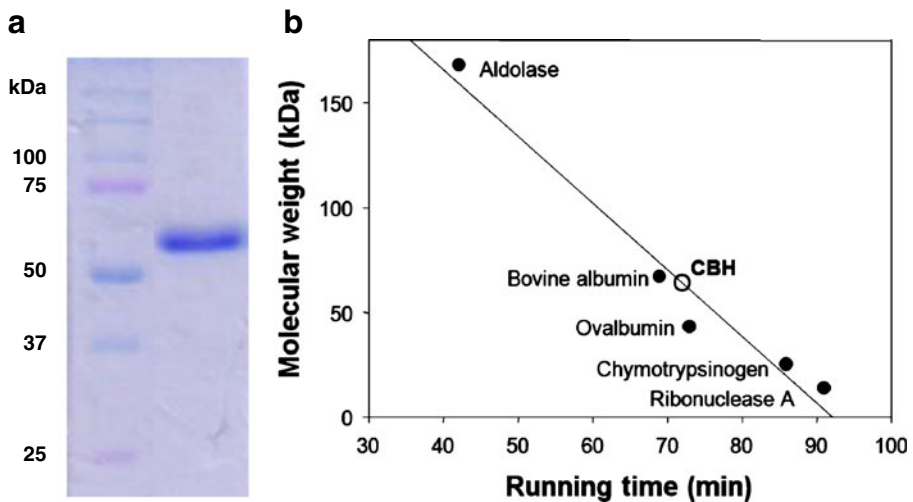 a
kDa
100
75
50
37
25
b
Molecular weight (kDa)
150
100
50
0
Aldolase
CBH
Bovine albumin
Ovalbumin
Chymotrypsinogen
Ribonuclease A
30 40 50 60 70 80 90 100
Running time (min)